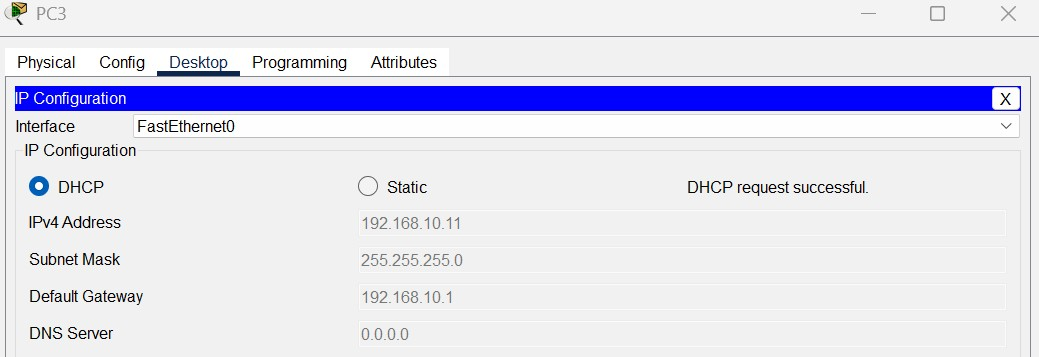 PC3
Physical Config Desktop Programming Attributes
IP Configuration X
Interface FastEthernet0
IP Configuration
DHCP Static DHCP request successful.
IPv4 Address 192.168.10.11
Subnet Mask 255.255.255.0
Default Gateway 192.168.10.1
DNS Server 0.0.0.0